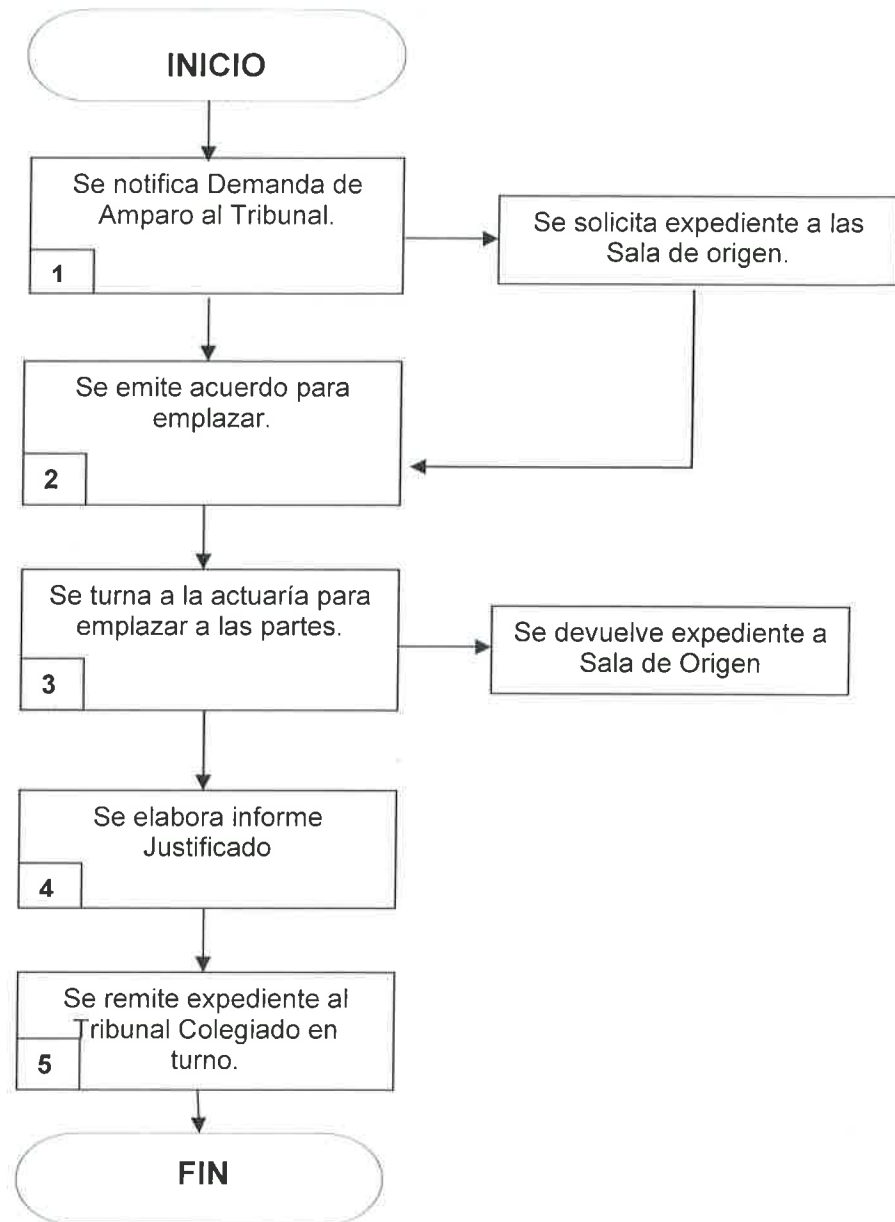 INICIO
Se notifica Demanda de
Amparo al Tribunal.
1
Se solicita expediente a las
Sala de origen.
Se emite acuerdo para
emplazar.
2
Se turna a la actuaría para
emplazar a las partes.
3
Se devuelve expediente a
Sala de Origen
Se elabora informe
Justificado
4
Se remite expediente al
Tribunal Colegiado en
turno.
5
FIN